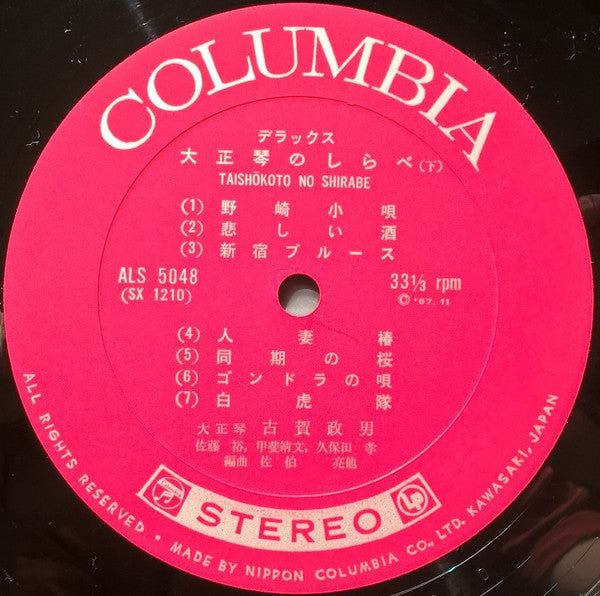 COLUMBIA
デラックス
大正琴のしらべ(下)
TAISHŌKOTO NO SHIRABE
(1) 野崎小唄
(2) 悲しい酒
(3) 新宿ブルース
ALS 5048
(SX 1210)
33⅓ rpm
© '67. 11
(4) 人妻椿
(5) 同期の桜
(6) ゴンドラの唄
(7) 白虎隊
大正琴 古賀政男
佐藤 裕, 甲斐靖文, 久保田 孝
編曲 佐伯 亮他
STEREO
LP
ALL RIGHTS RESERVED. • MADE BY NIPPON COLUMBIA CO., LTD. KAWASAKI, JAPAN